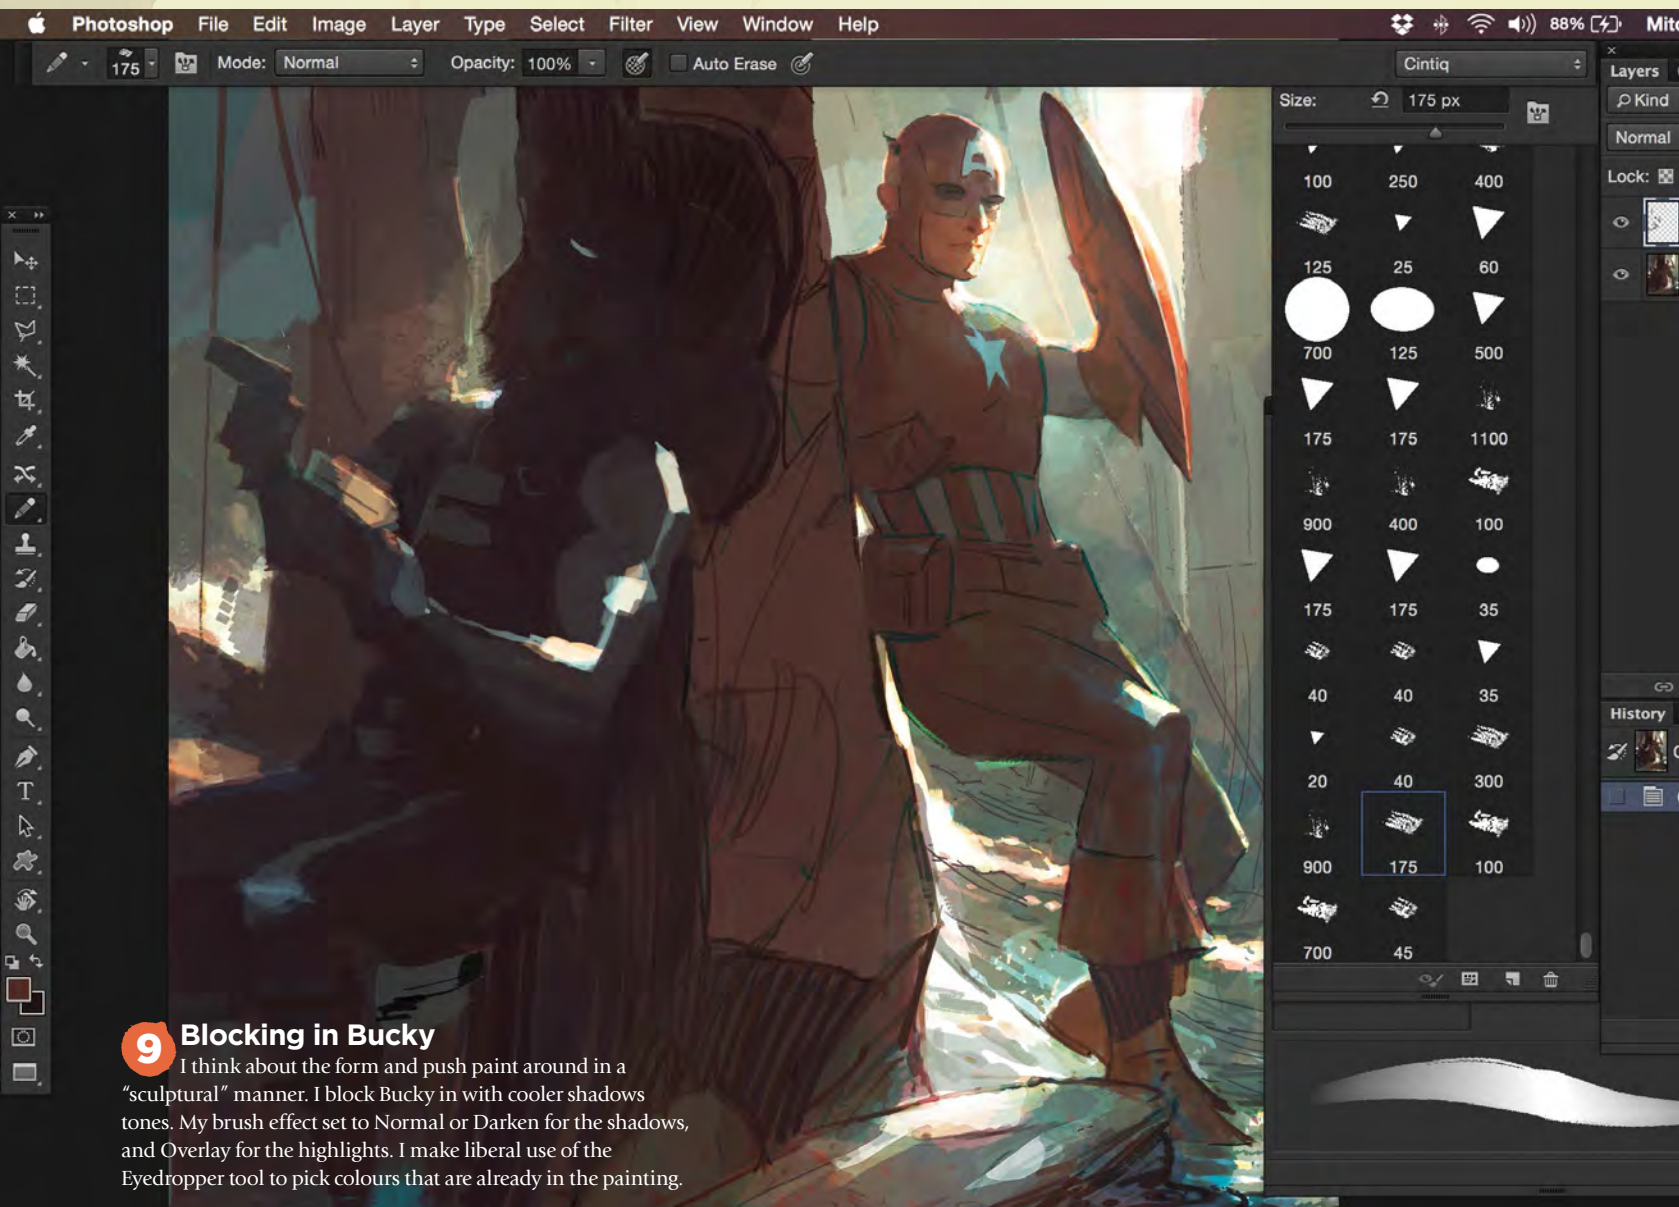 Photoshop File Edit Image Layer Type Select Filter View Window Help 88% Mitc
175 Mode: Normal Opacity: 100% Auto Erase Cintiq
Size: 175 px
100 250 400
125 25 60
700 125 500
175 175 1100
900 400 100
175 175 35
40 40 35
20 40 300
900 175 100
700 45
Layers
Kind
Normal
Lock:
History
A
T
9 Blocking in Bucky
I think about the form and push paint around in a
“sculptural” manner. I block Bucky in with cooler shadows
tones. My brush effect set to Normal or Darken for the shadows,
and Overlay for the highlights. I make liberal use of the
Eyedropper tool to pick colours that are already in the painting.